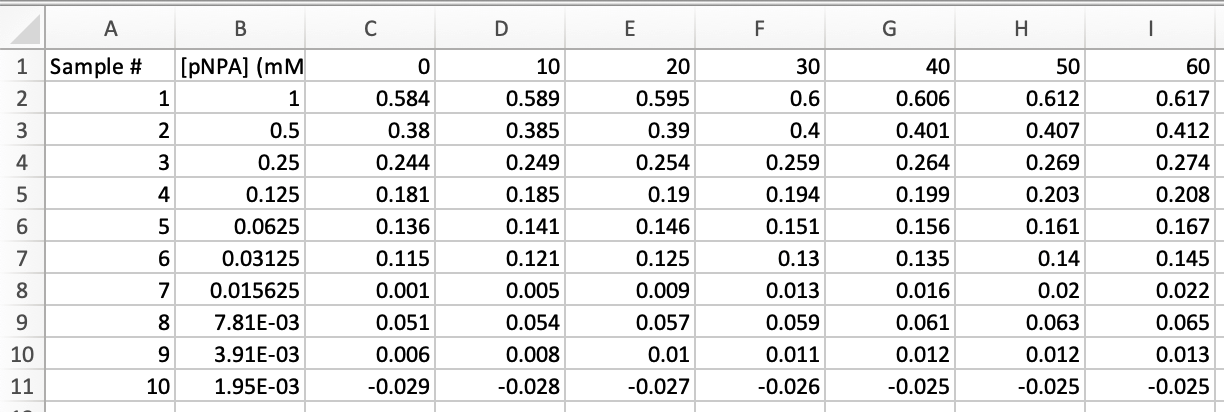 A B C D E F G H I
1 Sample # [pNPA] (mM 0 10 20 30 40 50 60
2 1 1 0.584 0.589 0.595 0.6 0.606 0.612 0.617
3 2 0.5 0.38 0.385 0.39 0.4 0.401 0.407 0.412
4 3 0.25 0.244 0.249 0.254 0.259 0.264 0.269 0.274
5 4 0.125 0.181 0.185 0.19 0.194 0.199 0.203 0.208
6 5 0.0625 0.136 0.141 0.146 0.151 0.156 0.161 0.167
7 6 0.03125 0.115 0.121 0.125 0.13 0.135 0.14 0.145
8 7 0.015625 0.001 0.005 0.009 0.013 0.016 0.02 0.022
9 8 7.81E-03 0.051 0.054 0.057 0.059 0.061 0.063 0.065
10 9 3.91E-03 0.006 0.008 0.01 0.011 0.012 0.012 0.013
11 10 1.95E-03 -0.029 -0.028 -0.027 -0.026 -0.025 -0.025 -0.025